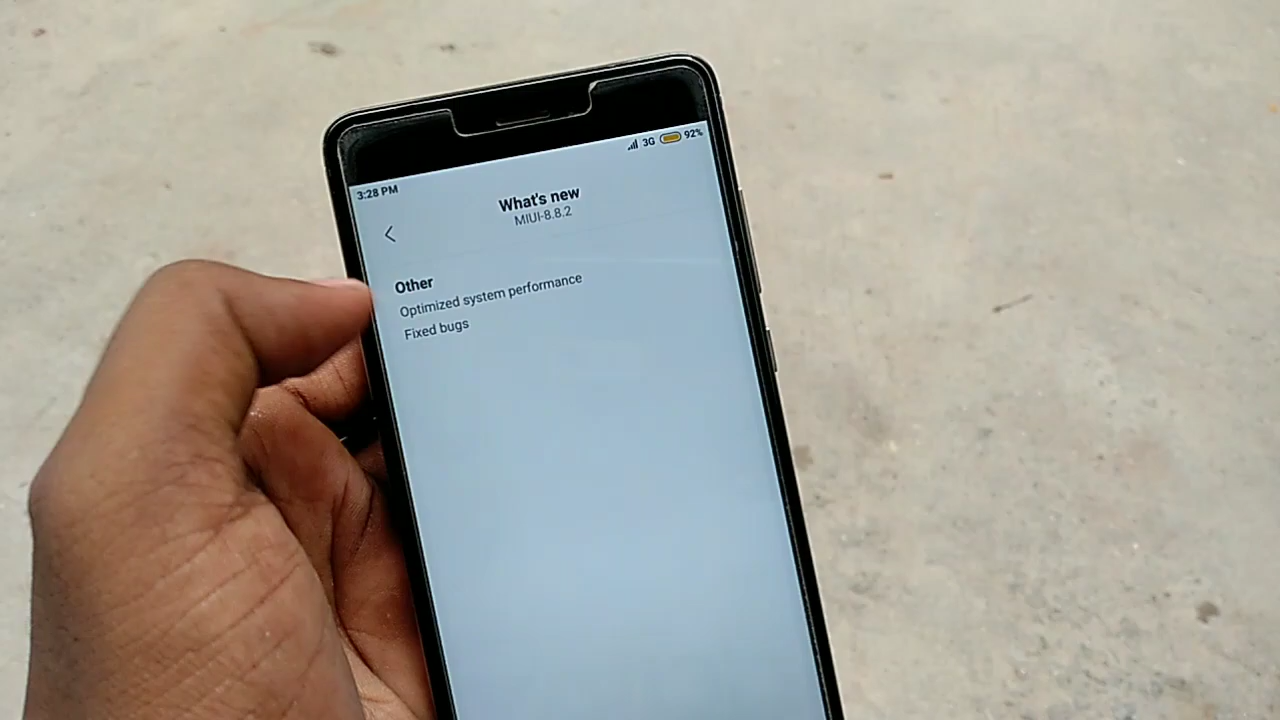 3:28 PM 3G 92%
What's new
MIUI-8.8.2
Other
Optimized system performance
Fixed bugs